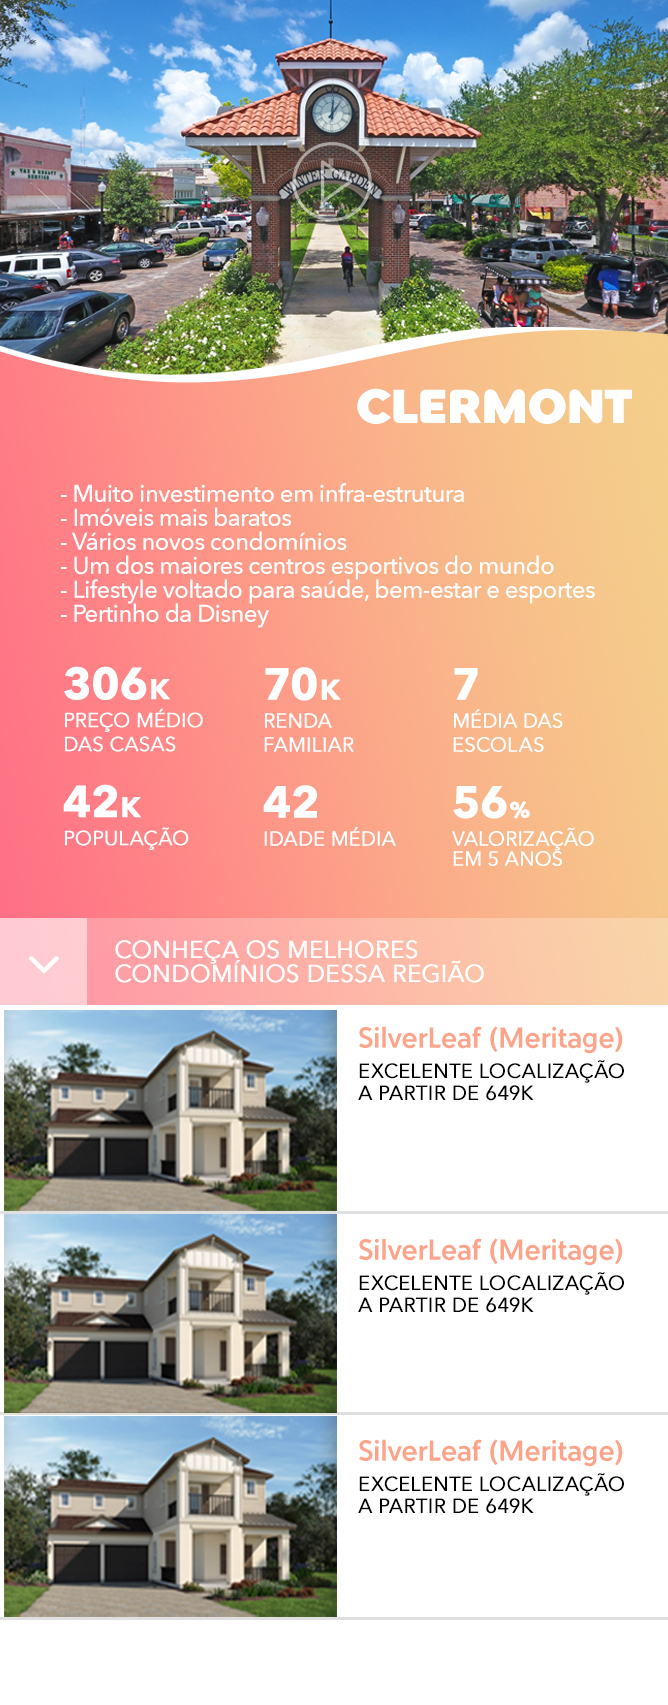 TAX & BEAUTY
SERVICE
WINTER GARDEN
CLERMONT
- Muito investimento em infra-estrutura
- Imóveis mais baratos
- Vários novos condomínios
- Um dos maiores centros esportivos do mundo
- Lifestyle voltado para saúde, bem-estar e esportes
- Pertinho da Disney
306K
PREÇO MÉDIO
DAS CASAS
70K
RENDA
FAMILIAR
7
MÉDIA DAS
ESCOLAS
42K
POPULAÇÃO
42
IDADE MÉDIA
56%
VALORIZAÇÃO
EM 5 ANOS
CONHEÇA OS MELHORES
CONDOMÍNIOS DESSA REGIÃO
SilverLeaf (Meritage)
EXCELENTE LOCALIZAÇÃO
A PARTIR DE 649K
SilverLeaf (Meritage)
EXCELENTE LOCALIZAÇÃO
A PARTIR DE 649K
SilverLeaf (Meritage)
EXCELENTE LOCALIZAÇÃO
A PARTIR DE 649K